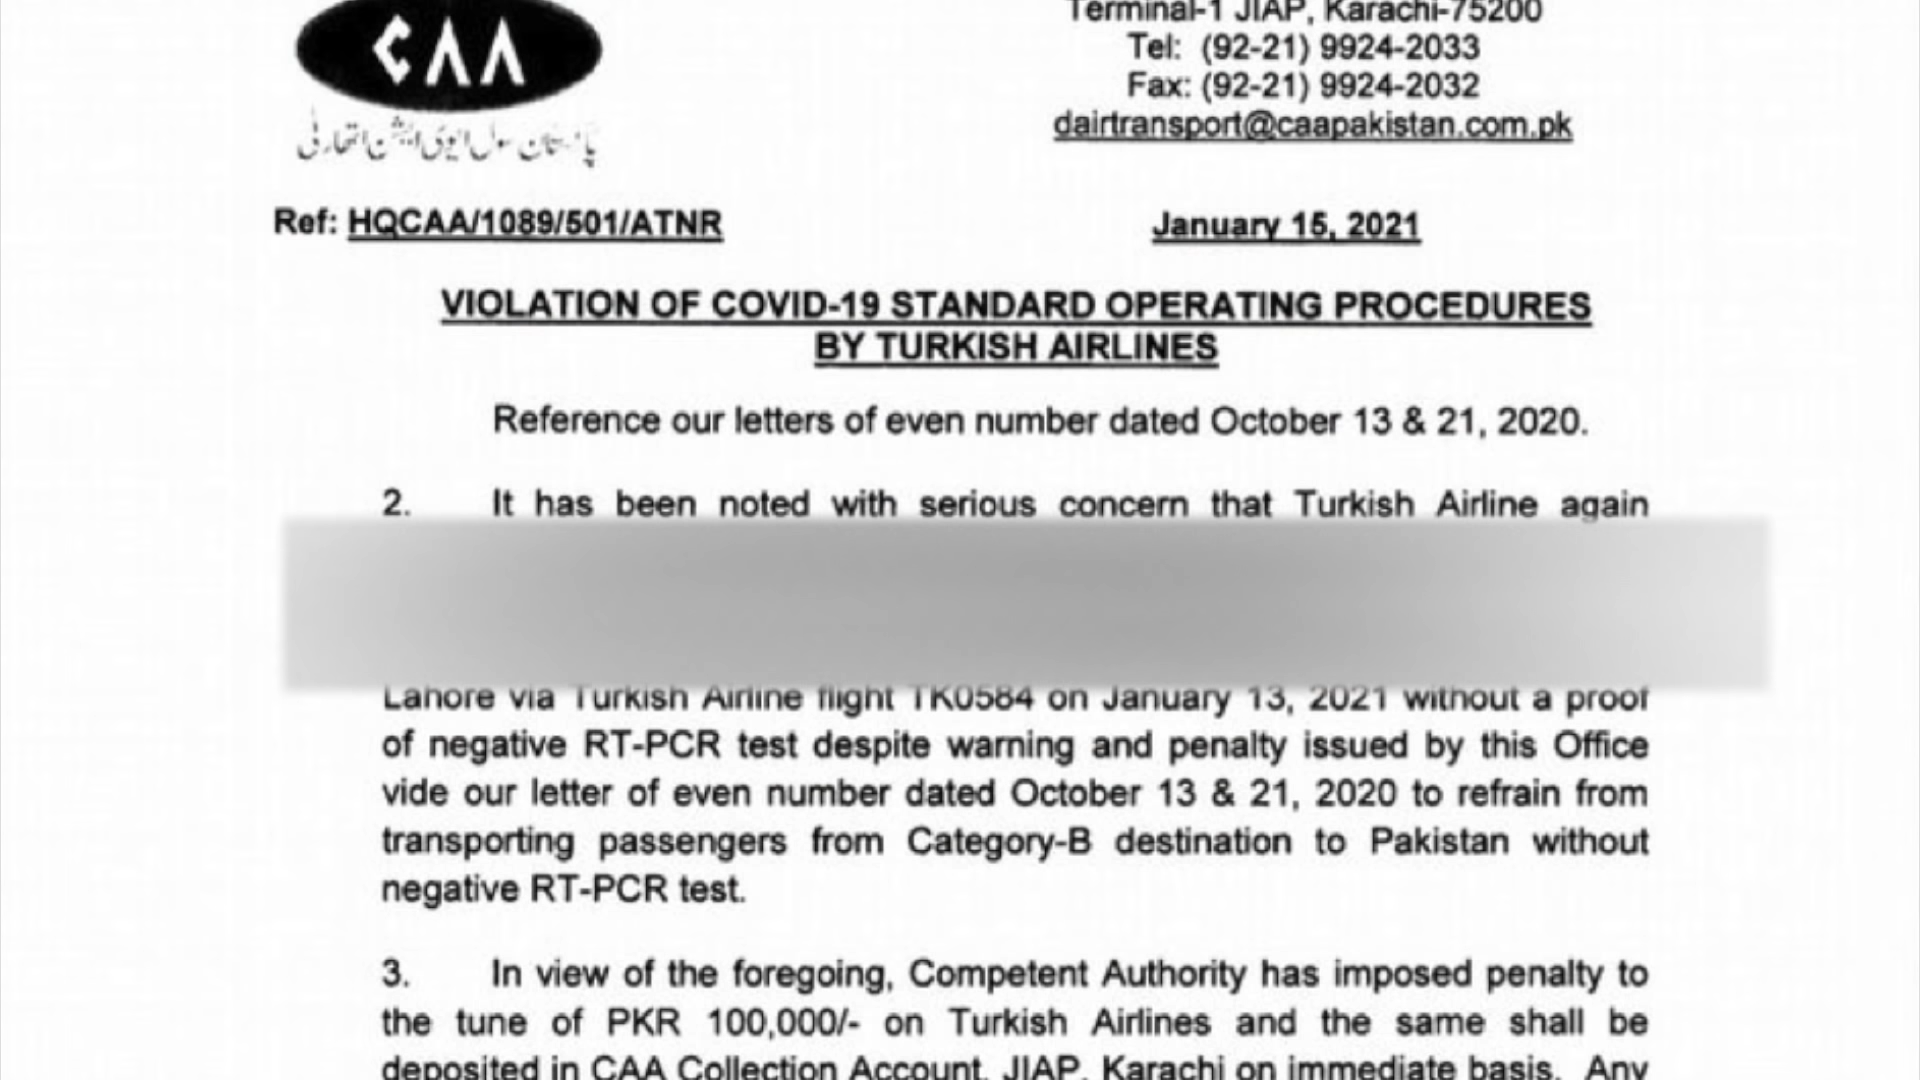 CAA
پاکستان سول ایوی ایشن اتھارٹی
Terminal-1 JIAP, Karachi-75200
Tel: (92-21) 9924-2033
Fax: (92-21) 9924-2032
dairtransport@caapakistan.com.pk
Ref: HQCAA/1089/501/ATNR
January 15, 2021
VIOLATION OF COVID-19 STANDARD OPERATING PROCEDURES
BY TURKISH AIRLINES
Reference our letters of even number dated October 13 & 21, 2020.
2. It has been noted with serious concern that Turkish Airline again
Lahore via Turkish Airline flight TK0584 on January 13, 2021 without a proof
of negative RT-PCR test despite warning and penalty issued by this Office
vide our letter of even number dated October 13 & 21, 2020 to refrain from
transporting passengers from Category-B destination to Pakistan without
negative RT-PCR test.
3. In view of the foregoing, Competent Authority has imposed penalty to
the tune of PKR 100,000/- on Turkish Airlines and the same shall be
deposited in CAA Collection Account, JIAP, Karachi on immediate basis. Any